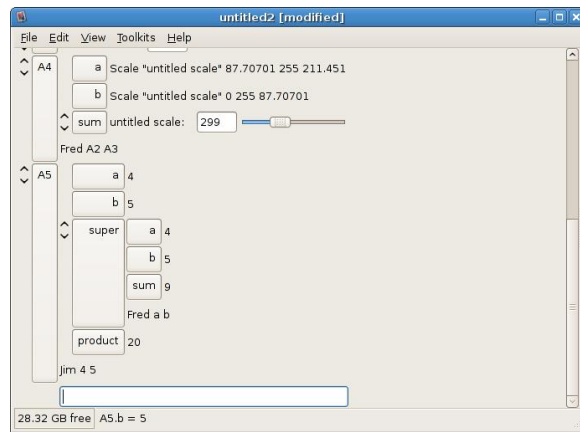 untitled2 [modified]
File Edit View Toolkits Help
A4
a Scale "untitled scale" 87.70701 255 211.451
b Scale "untitled scale" 0 255 87.70701
sum untitled scale: 299
Fred A2 A3
A5
a 4
b 5
super
a 4
b 5
sum 9
Fred a b
product 20
Jim 4 5
28.32 GB free A5.b = 5